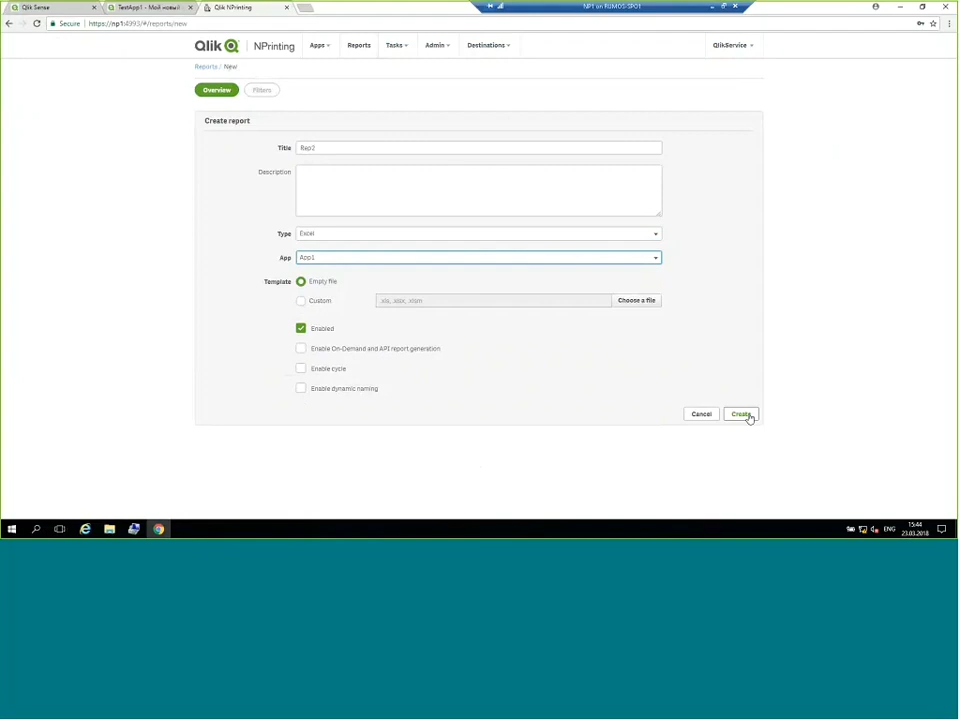 Qlik Sense
TestApp1 - Мой новый
Qlik NPrinting
NP1 on RUMOS-SPO1
Secure
https://np1:4993/#/reports/new
Qlik NPrinting
Apps
Reports
Tasks
Admin
Destinations
QlikService
Reports / New
Overview
Filters
Create report
Title
Rep2
Description
Type
Excel
App
App1
Template
Empty file
Custom
.xls, .xlsx, .xlsm
Choose a file
Enabled
Enable On-Demand and API report generation
Enable cycle
Enable dynamic naming
Cancel
Create
ENG
15:44
23.03.2018